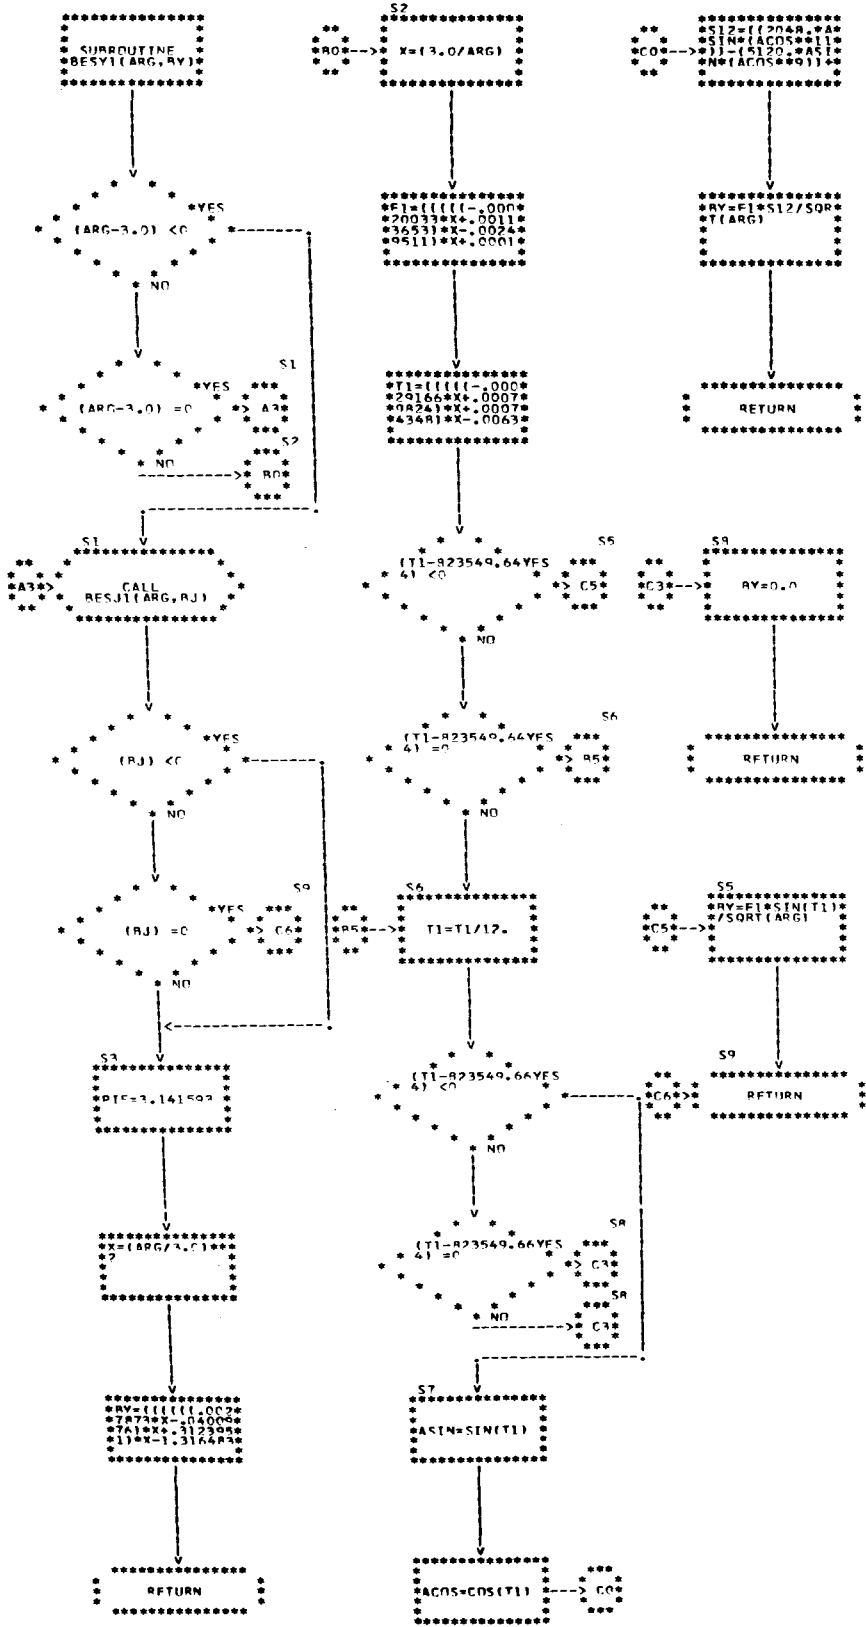 SUBROUTINE
BESY1(ARG,BY)
(ARG-3.0) <0
YES
NO
(ARG-3.0) =0
YES
S1
A3
NO
S2
B0
S1
A3
CALL
BESJ1(ARG,BJ)
(BJ) <0
YES
NO
(BJ) =0
YES
S9
C6
NO
S3
PIE=3.141593
X=(ARG/3.0)**
2
BY=((((((.002
7873*X-.04009
76)*X+.312395
1)*X-1.316483
RETURN
S2
B0
X=(3.0/ARG)
F1=(((((-.000
20033*X+.0011
3653)*X-.0024
9511)*X+.0001
T1=(((((-.000
29166*X+.0007
9824)*X+.0007
4348)*X-.0063
(T1-823549.64YES
4) <0
S5
C5
NO
(T1-823549.64YES
4) =0
S6
B5
NO
S6
B5
T1=T1/12.
(T1-823549.66YES
4) <0
NO
(T1-823549.66YES
4) =0
S8
C3
NO
S8
C3
S7
ASIN=SIN(T1)
ACOS=COS(T1)
C0
C0
S12=((2048.*A
SIN*(ACOS**11
))-(5120.*ASI
N*(ACOS**9))+
BY=F1*S12/SQR
T(ARG)
RETURN
S8
C3
BY=0.0
RETURN
S5
C5
BY=F1*SIN(T1)
/SQRT(ARG)
S9
C6
RETURN